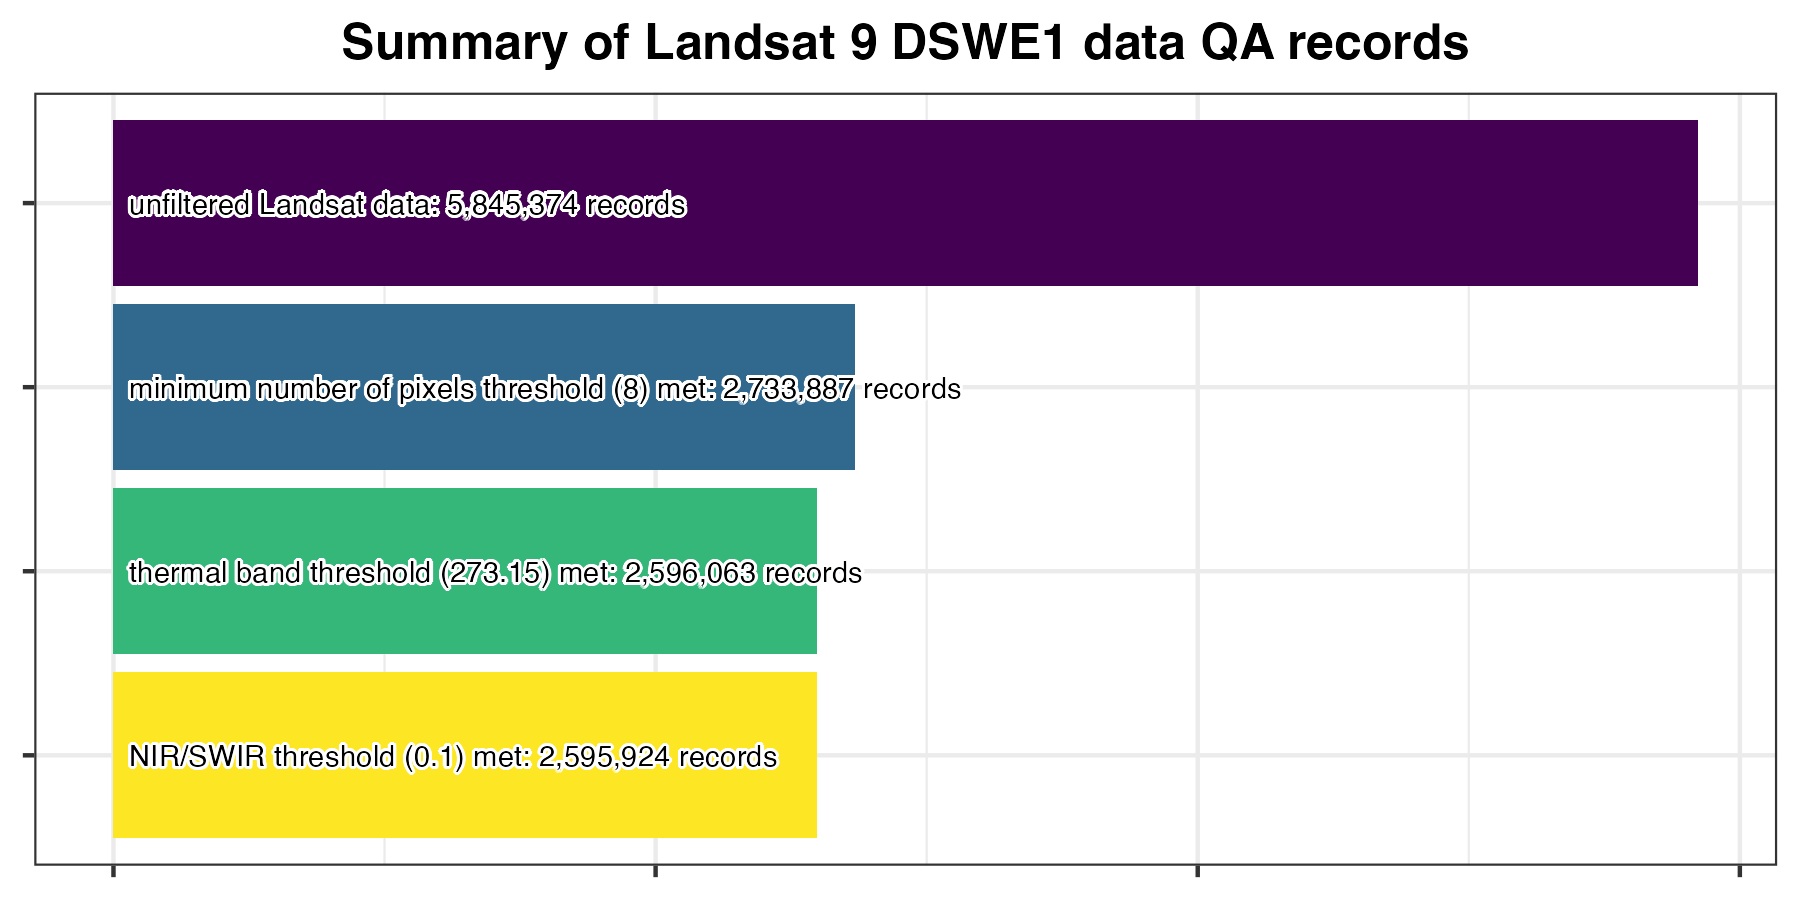 Summary of Landsat 9 DSWE1 data QA records
unfiltered Landsat data: 5,845,374 records
minimum number of pixels threshold (8) met: 2,733,887 records
thermal band threshold (273.15) met: 2,596,063 records
NIR/SWIR threshold (0.1) met: 2,595,924 records